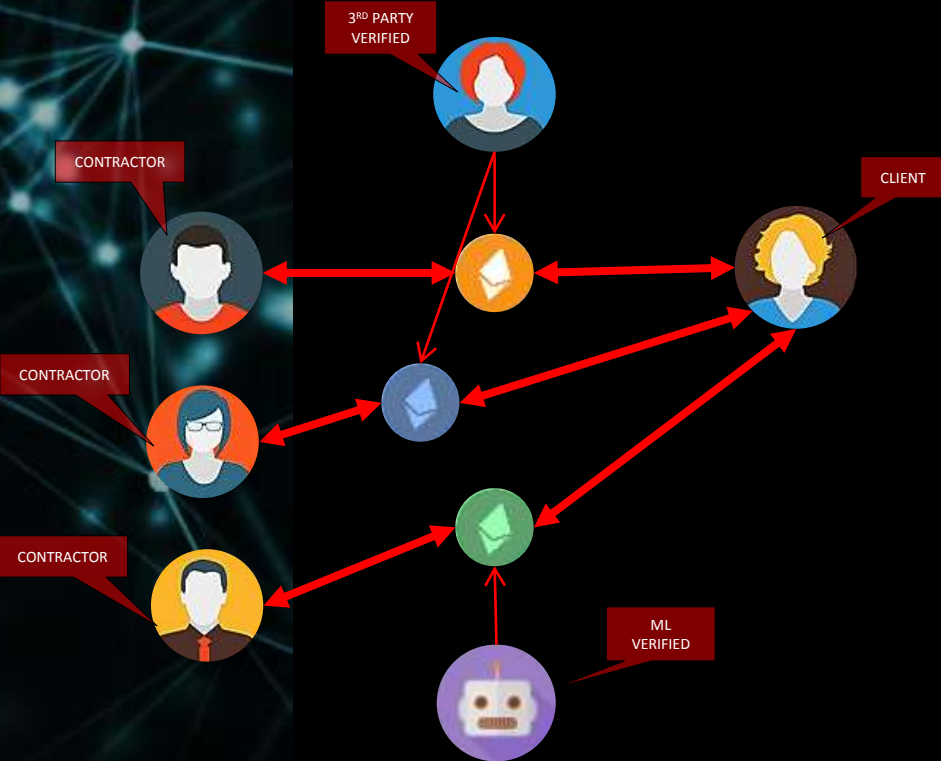 3RD PARTY
VERIFIED
CONTRACTOR
CLIENT
CONTRACTOR
CONTRACTOR
ML
VERIFIED